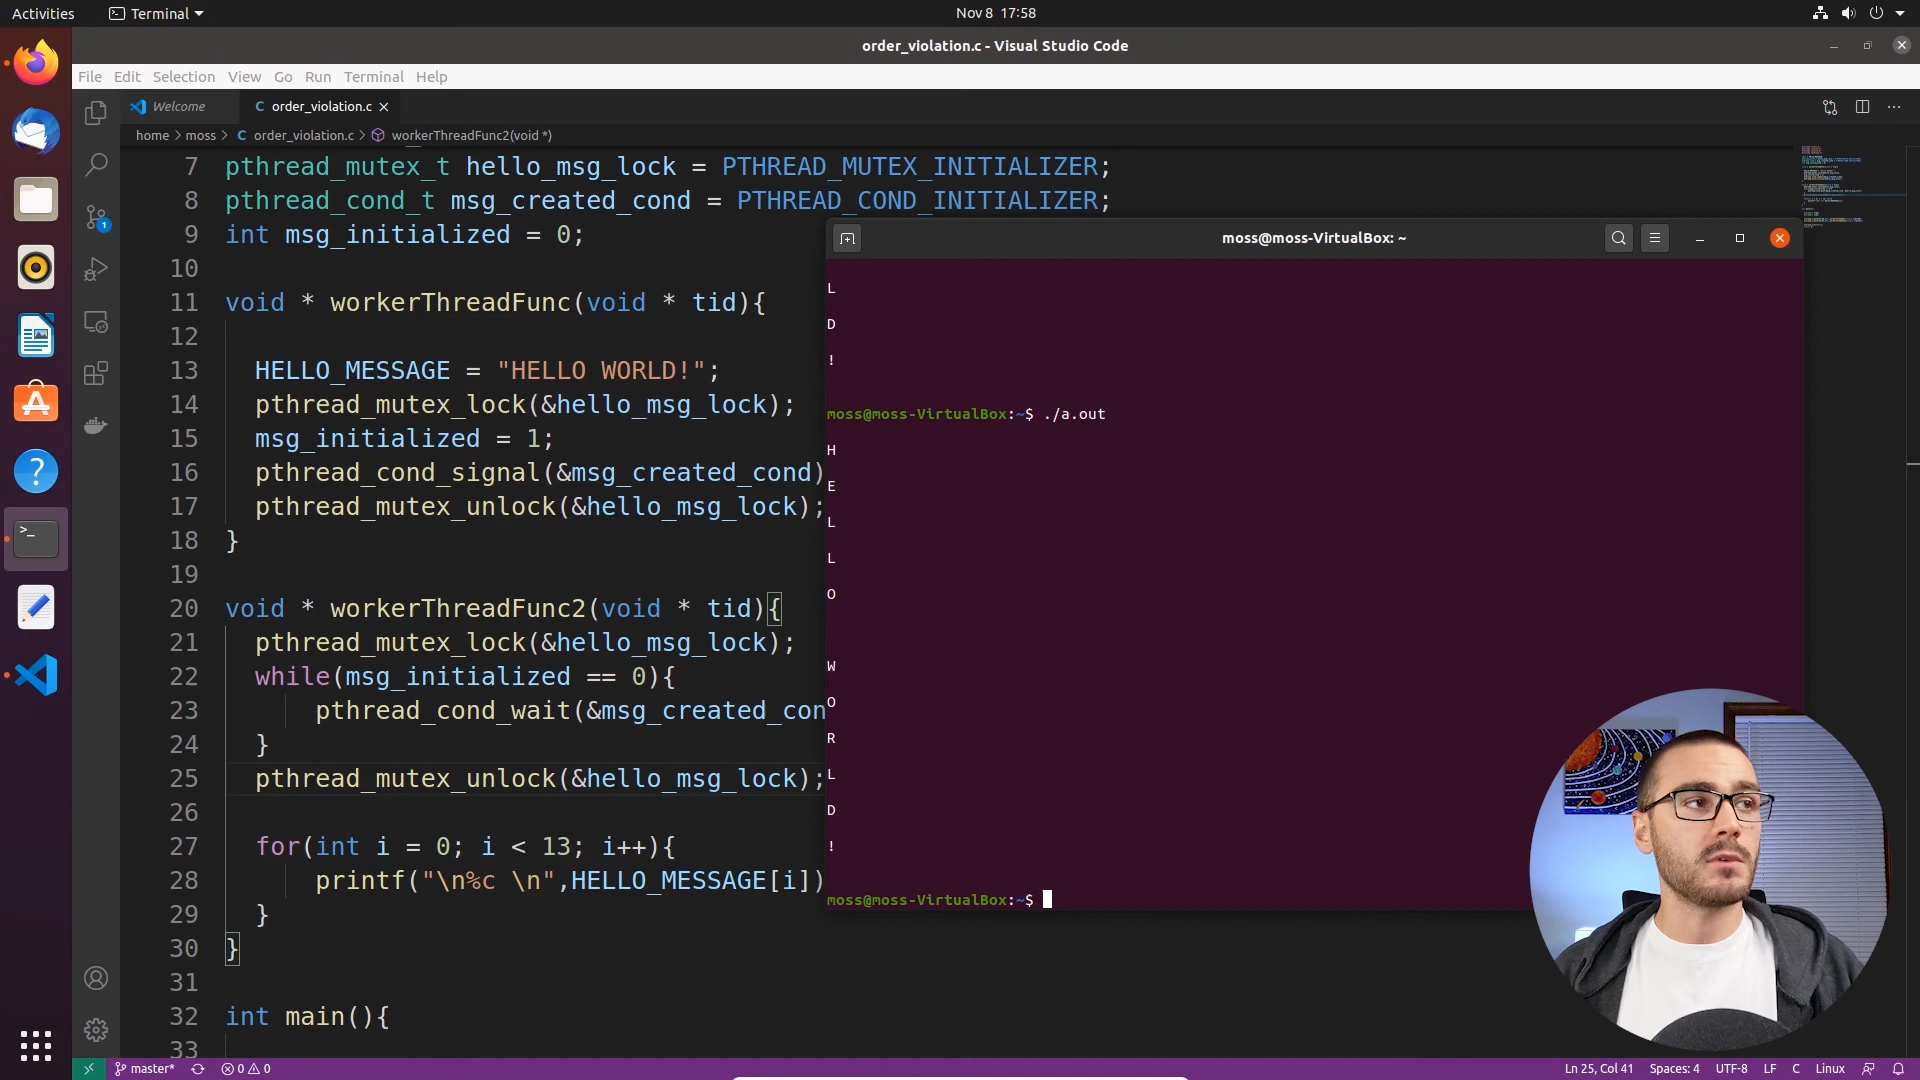 Activities
Terminal
Nov 8 17:58
order_violation.c - Visual Studio Code
File Edit Selection View Go Run Terminal Help
Welcome
C order_violation.c
home > moss > C order_violation.c > workerThreadFunc2(void *)
7 pthread_mutex_t hello_msg_lock = PTHREAD_MUTEX_INITIALIZER;
8 pthread_cond_t msg_created_cond = PTHREAD_COND_INITIALIZER;
9 int msg_initialized = 0;
10
11 void * workerThreadFunc(void * tid){
12
13 HELLO_MESSAGE = "HELLO WORLD!";
14 pthread_mutex_lock(&hello_msg_lock);
15 msg_initialized = 1;
16 pthread_cond_signal(&msg_created_cond)
17 pthread_mutex_unlock(&hello_msg_lock);
18 }
19
20 void * workerThreadFunc2(void * tid){
21 pthread_mutex_lock(&hello_msg_lock);
22 while(msg_initialized == 0){
23 pthread_cond_wait(&msg_created_con
24 }
25 pthread_mutex_unlock(&hello_msg_lock);
26
27 for(int i = 0; i < 13; i++){
28 printf("\n%c \n",HELLO_MESSAGE[i])
29 }
30 }
31
32 int main(){
33
moss@moss-VirtualBox: ~
L
D
!
moss@moss-VirtualBox:~$ ./a.out
H
E
L
L
O
W
O
R
L
D
!
moss@moss-VirtualBox:~$
1
master* 0 0
Ln 25, Col 41 Spaces: 4 UTF-8 LF C Linux